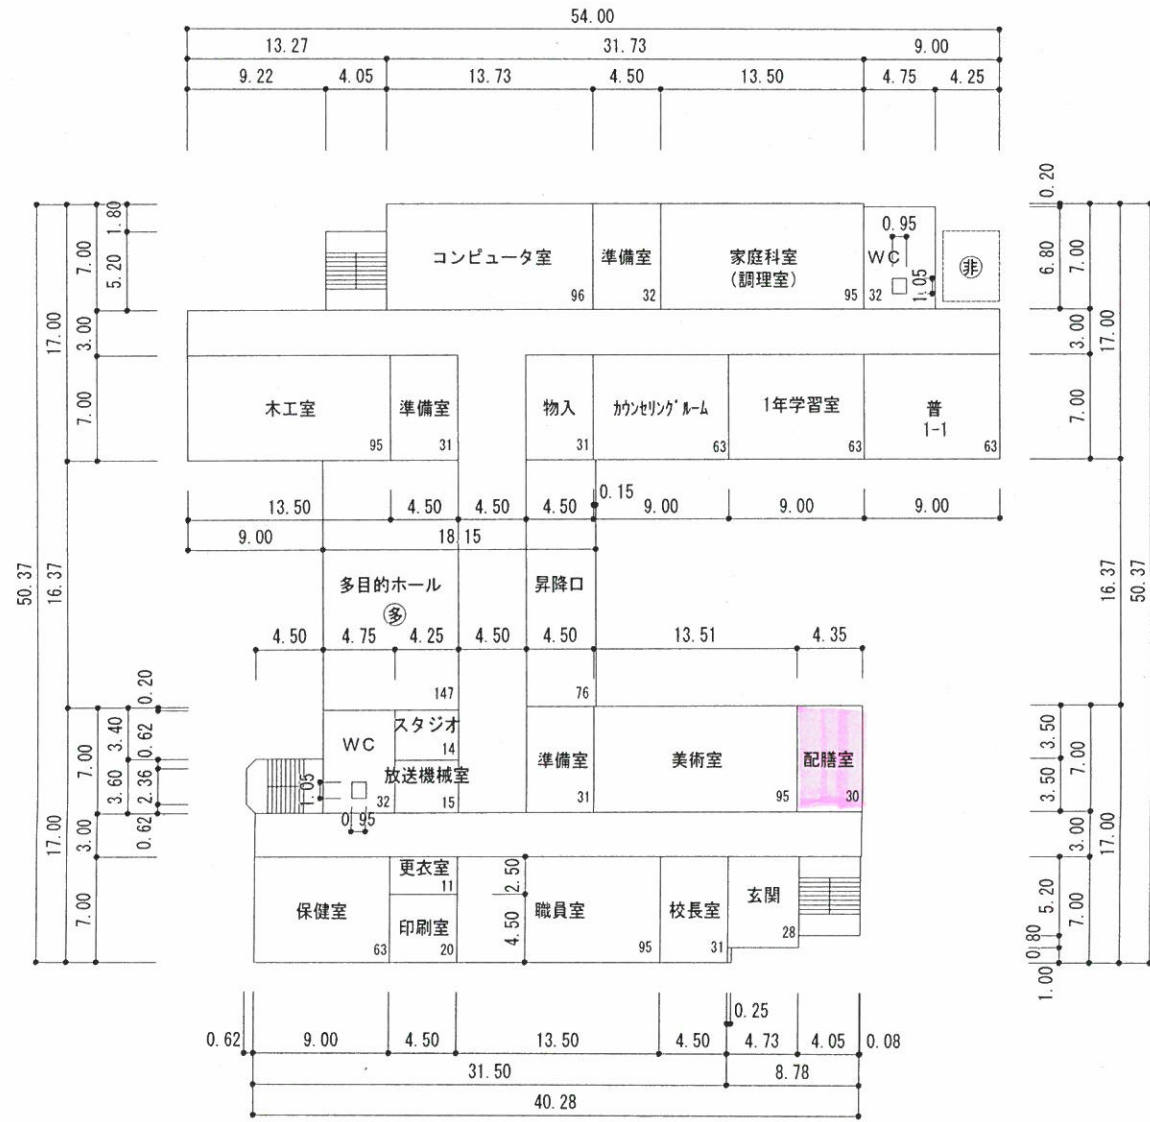 54.00
13.27 31.73 9.00
9.22 4.05 13.73 4.50 13.50 4.75 4.25
0.20
1.80
7.00
5.20
17.00
3.00
7.00
コンピュータ室
96
準備室
32
家庭科室
(調理室)
95
0.95
WC
32
1.05
非
6.80
7.00
3.00
17.00
7.00
木工室
95
準備室
31
物入
31
カウンセリングルーム
63
1年学習室
63
普
1-1
63
13.50 4.50 4.50 4.50 0.15 9.00 9.00 9.00
9.00 18.15
50.37
16.37
多目的ホール
多
昇降口
16.37
50.37
4.50 4.75 4.25 4.50 4.50 13.51 4.35
147
76
0.20
3.40
0.62
7.00
3.60
2.36
0.62
17.00
3.00
7.00
WC
32
1.05
0.95
スタジオ
14
放送機械室
15
準備室
31
美術室
95
配膳室
30
3.50
7.00
3.50
3.00
17.00
5.20
7.00
0.80
1.00
保健室
63
更衣室
11
印刷室
20
2.50
4.50
職員室
95
校長室
31
玄関
28
0.25
0.62 9.00 4.50 13.50 4.50 4.73 4.05 0.08
31.50 8.78
40.28